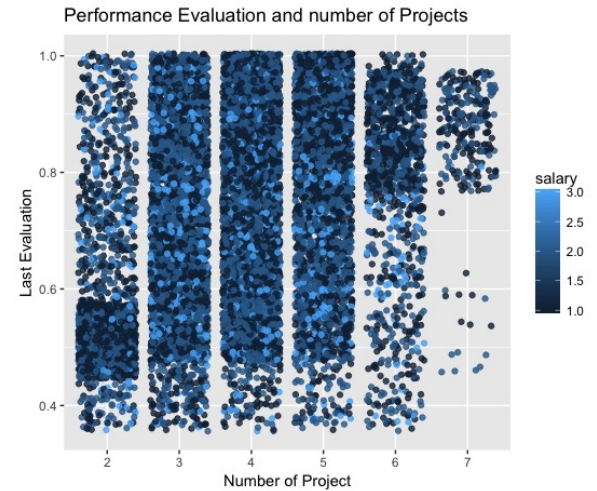 Performance Evaluation and number of Projects
Last Evaluation
1.0
0.8
0.6
0.4
2 3 4 5 6 7
Number of Project
salary
3.0
2.5
2.0
1.5
1.0